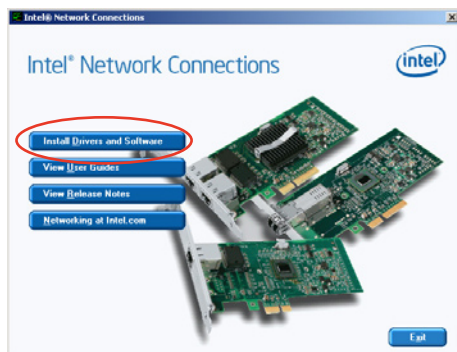 Intel® Network Connections
Intel® Network Connections
intel
Install Drivers and Software
View User Guides
View Release Notes
Networking at Intel.com
Exit